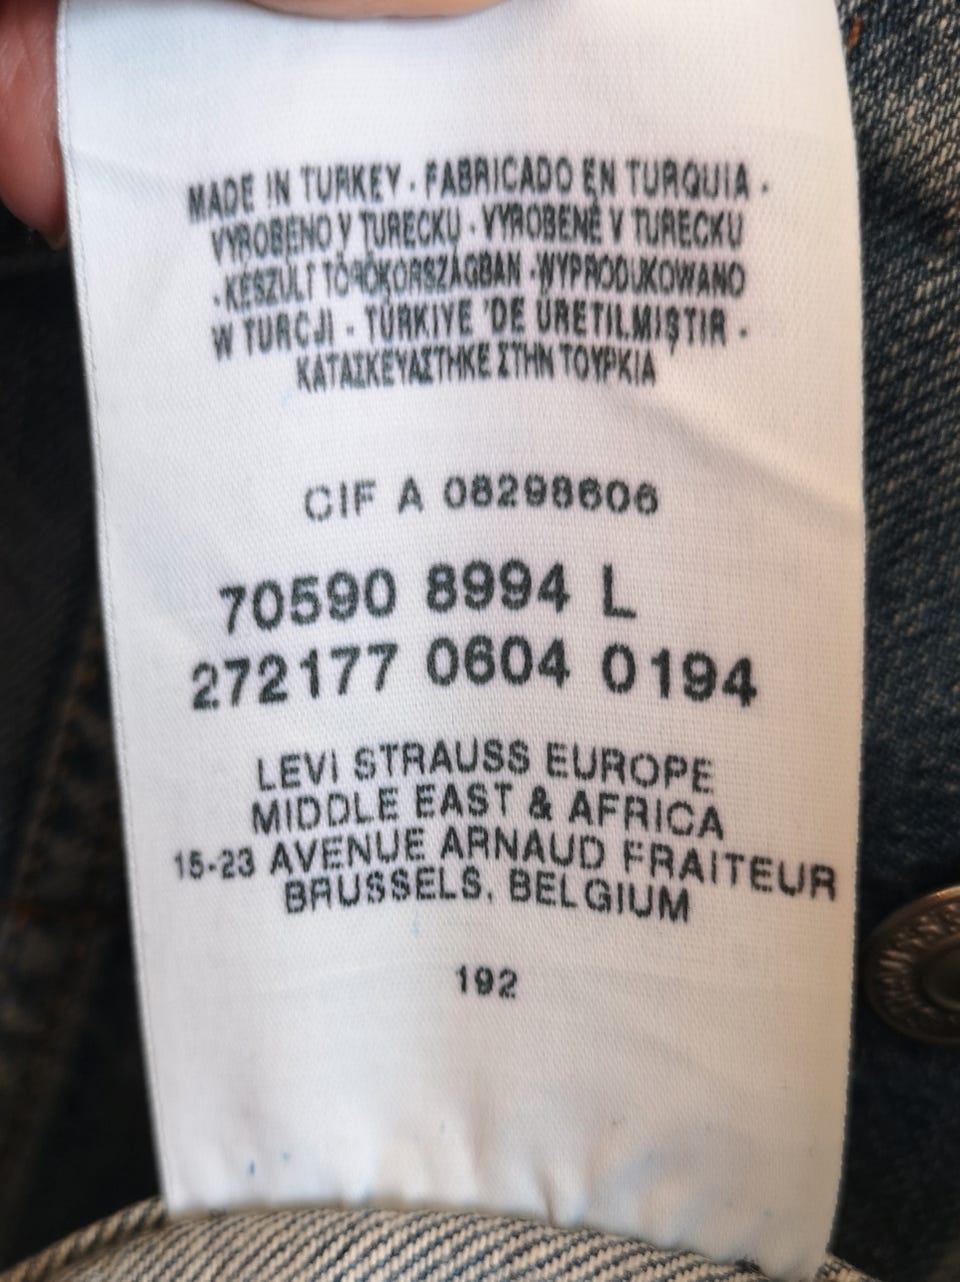 MADE IN TURKEY · FABRICADO EN TURQUIA ·
VYROBENO V TURECKU · VYROBENÉ V TURECKU
· KÉSZÜLT TÖRÖKORSZÁGBAN · WYPRODUKOWANO
W TURCJI · TÜRKIYE 'DE ÜRETILMIŞTIR ·
ΚΑΤΑΣΚΕΥΑΣΤΗΚΕ ΣΤΗΝ ΤΟΥΡΚΙΑ
CIF A 08298606
70590 8994 L
272177 0604 0194
LEVI STRAUSS EUROPE
MIDDLE EAST & AFRICA
15-23 AVENUE ARNAUD FRAITEUR
BRUSSELS, BELGIUM
192